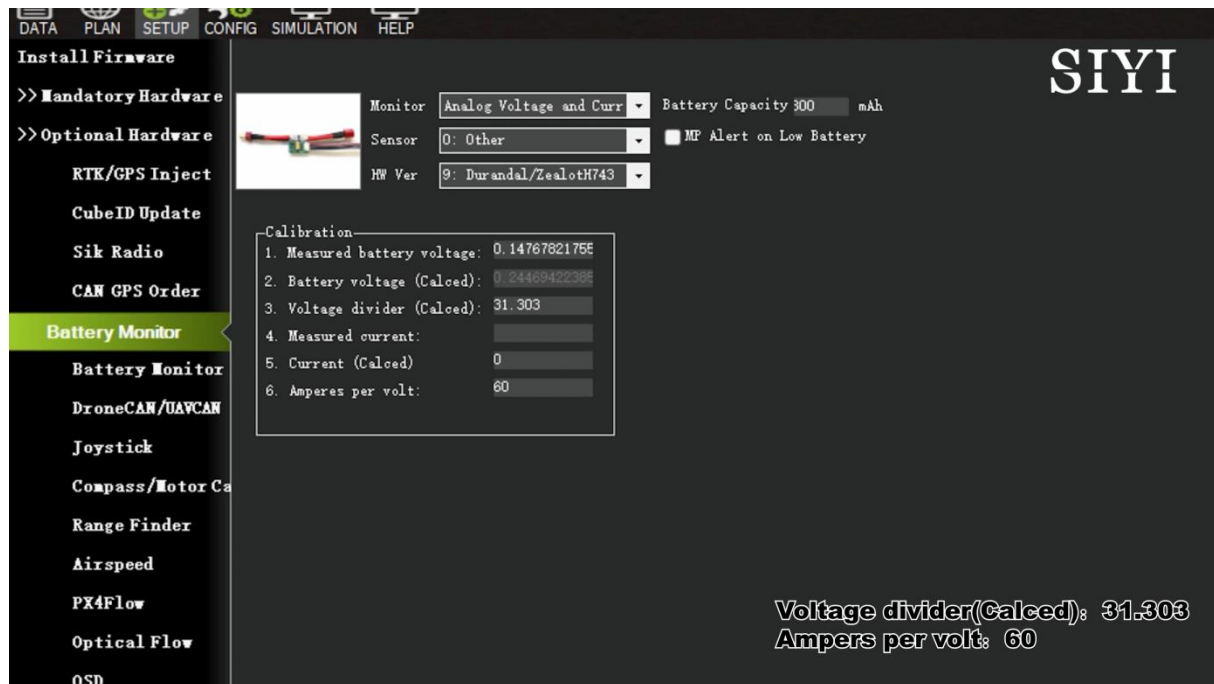 DATA PLAN SETUP CONFIG SIMULATION HELP
SIYI
Install Firmware
>> Mandatory Hardware
>> Optional Hardware
RTK/GPS Inject
CubeID Update
Sik Radio
CAN GPS Order
Battery Monitor
Battery Monitor
DroneCAN/UAVCAN
Joystick
Compass/Motor Ca
Range Finder
Airspeed
PX4Flow
Optical Flow
OSD
Monitor Analog Voltage and Curr Battery Capacity 300 mAh
Sensor 0: Other MP Alert on Low Battery
HW Ver 9: Durandal/ZealotH743
Calibration
1. Measured battery voltage: 0.14767821755
2. Battery voltage (Calced): 0.24469422385
3. Voltage divider (Calced): 31.303
4. Measured current:
5. Current (Calced) 0
6. Amperes per volt: 60
Voltage divider(Calced): 31.303
Ampers per volt: 60